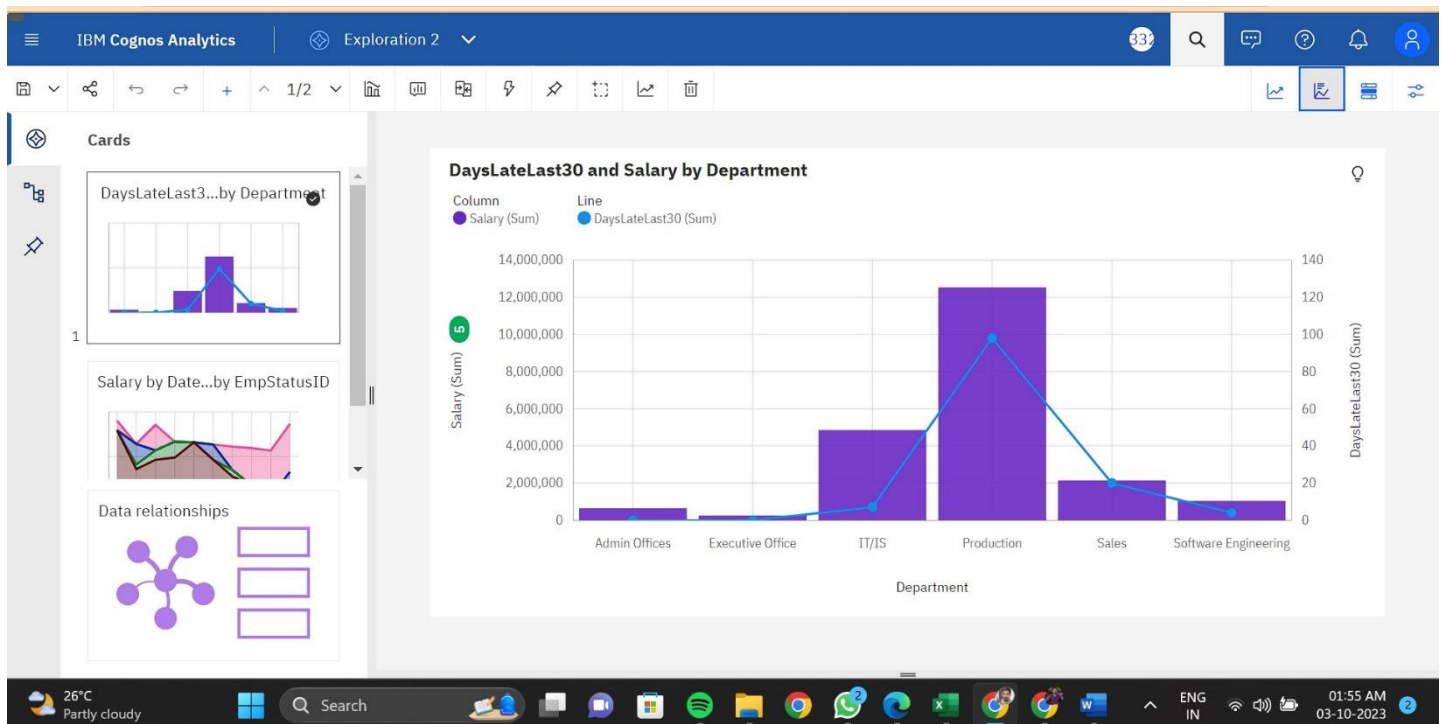 IBM Cognos Analytics
Exploration 2
332
1/2
Cards
DaysLateLast3...by Department
1
Salary by Date...by EmpStatusID
Data relationships
DaysLateLast30 and Salary by Department
Column Line
Salary (Sum) DaysLateLast30 (Sum)
14,000,000 140
12,000,000 120
10,000,000 100
8,000,000 80
6,000,000 60
4,000,000 40
2,000,000 20
0 0
Salary (Sum) 5
DaysLateLast30 (Sum)
Admin Offices Executive Office IT/IS Production Sales Software Engineering
Department
26°C
Partly cloudy
Search
2
ENG
IN
01:55 AM
03-10-2023
2